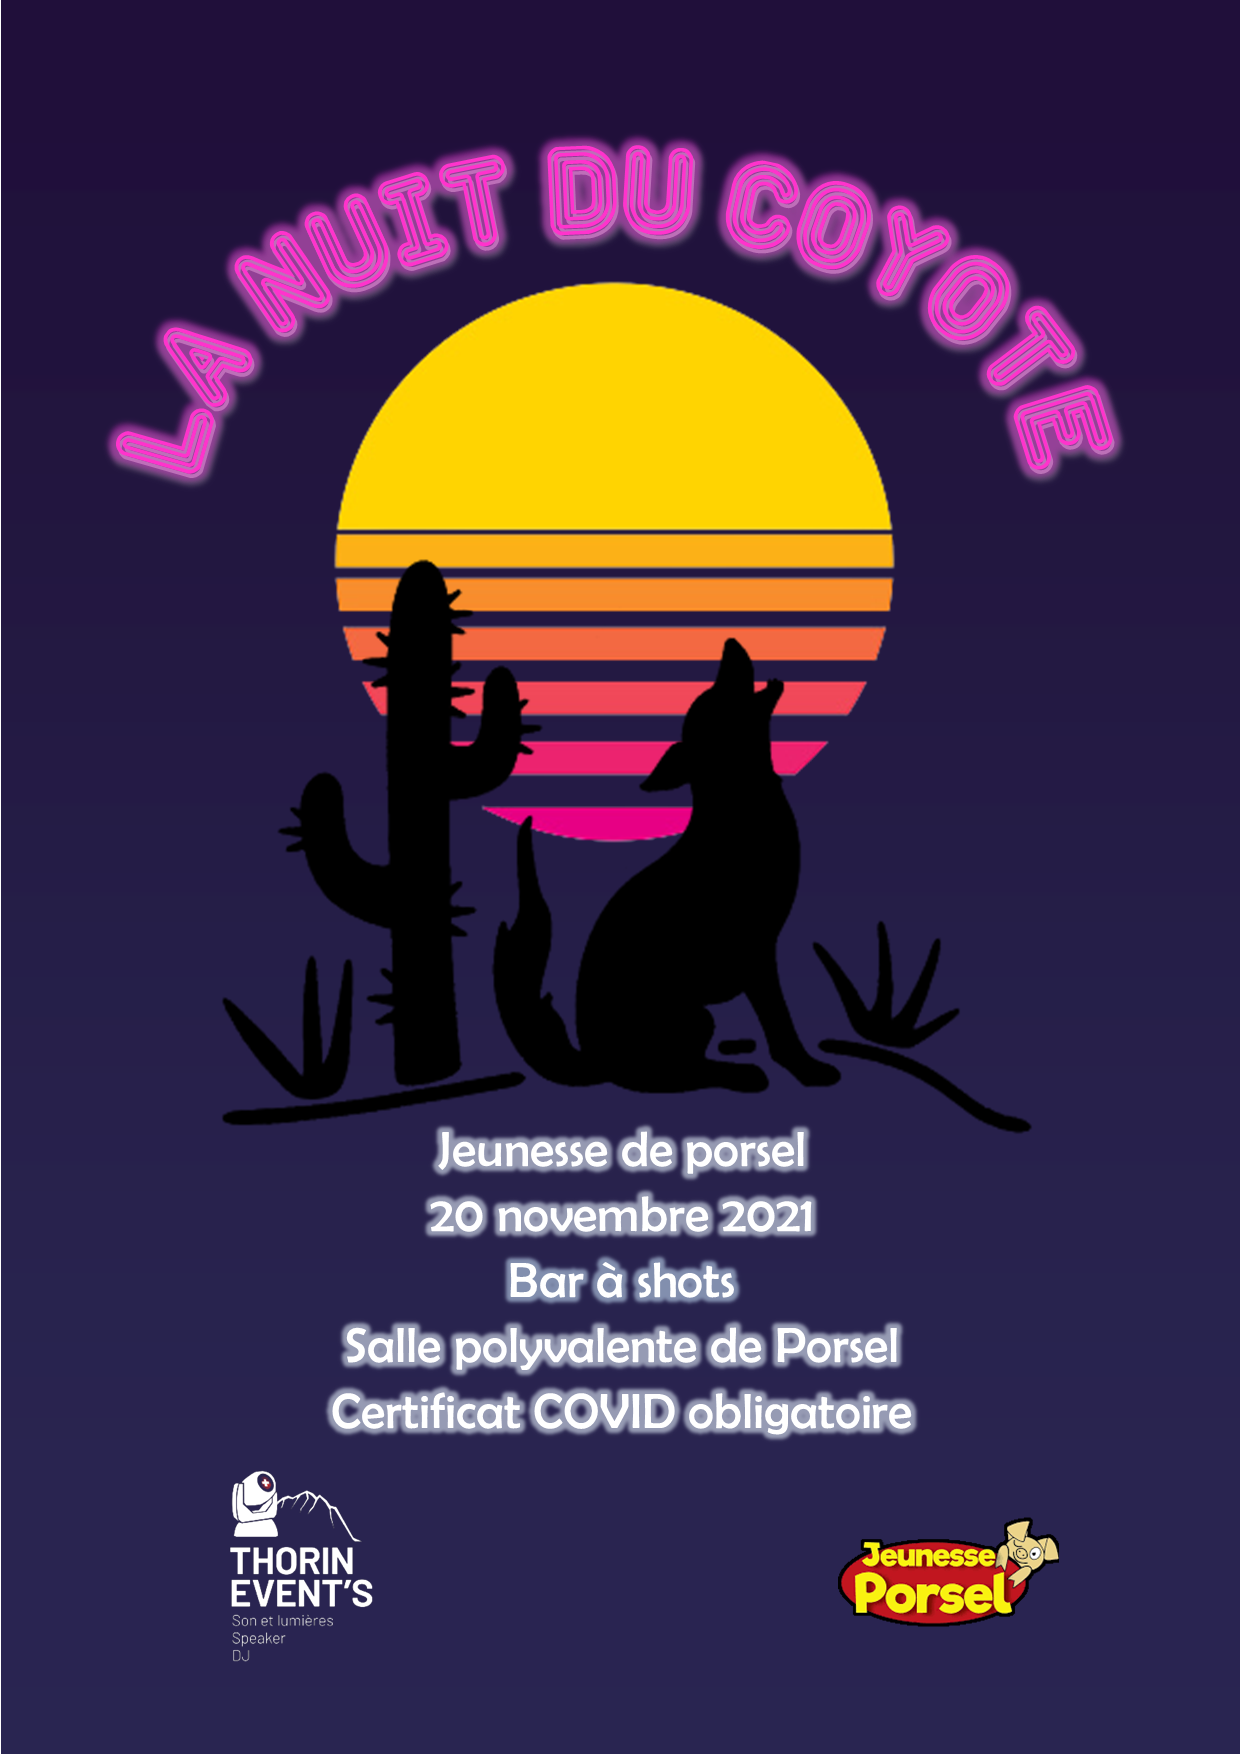 LA NUIT DU COYOTE
Jeunesse de porsel
20 novembre 2021
Bar à shots
Salle polyvalente de Porsel
Certificat COVID obligatoire
THORIN
EVENT'S
Son et lumières
Speaker
DJ
Jeunesse
Porsel